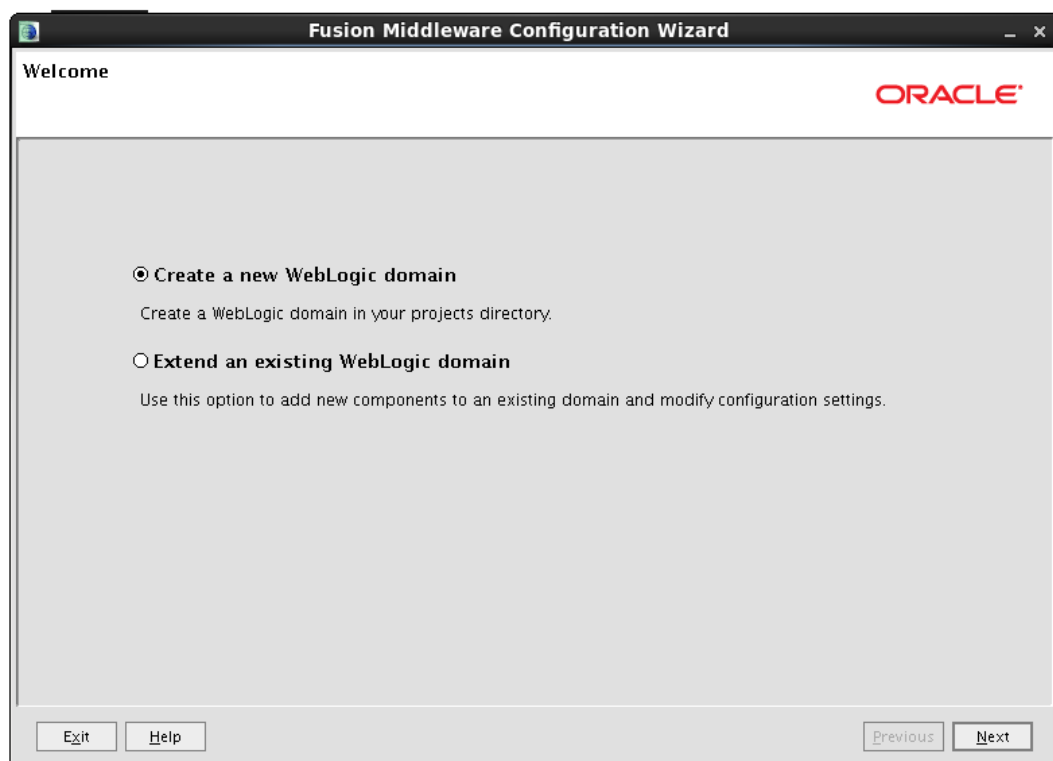 Fusion Middleware Configuration Wizard
Welcome
ORACLE
Create a new WebLogic domain
Create a WebLogic domain in your projects directory.
Extend an existing WebLogic domain
Use this option to add new components to an existing domain and modify configuration settings.
Exit Help Previous Next